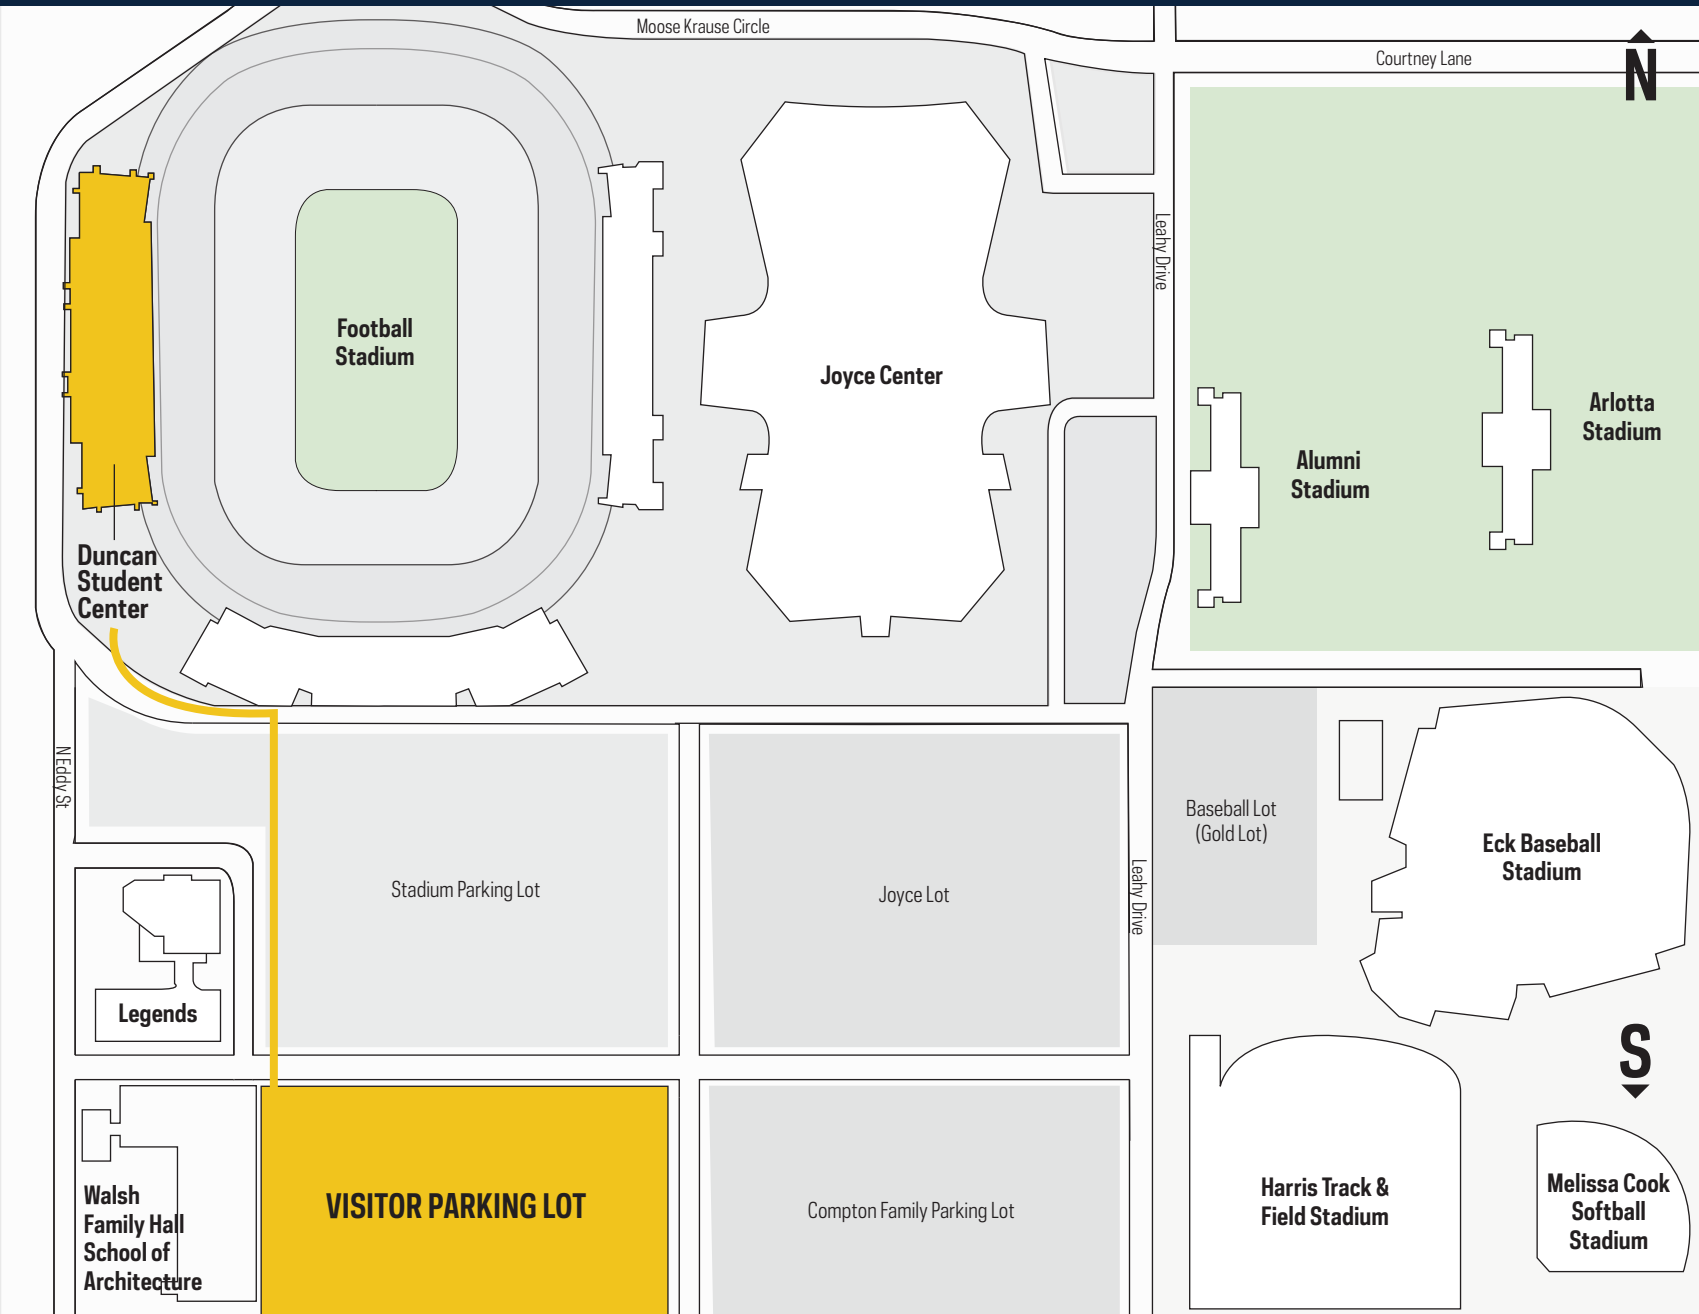 Moose Krause Circle
Courtney Lane
N
Leahy Drive
Football
Stadium
Joyce Center
Arlotta
Stadium
Alumni
Stadium
Duncan
Student
Center
N Eddy St
Stadium Parking Lot
Joyce Lot
Leahy Drive
Baseball Lot
(Gold Lot)
Eck Baseball
Stadium
Legends
S
Walsh
Family Hall
School of
Architecture
VISITOR PARKING LOT
Compton Family Parking Lot
Harris Track &
Field Stadium
Melissa Cook
Softball
Stadium